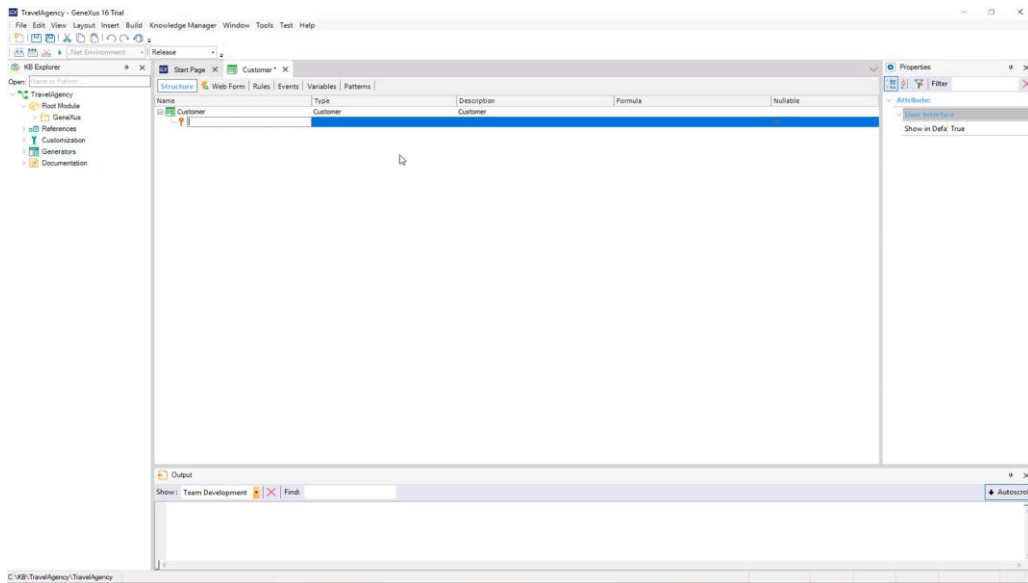 TravelAgency - GeneXus 16 Trial
File Edit View Layout Insert Build Knowledge Manager Window Tools Test Help
.Net Environment Release
KB Explorer
Open: Name or Pattern
TravelAgency
Root Module
GeneXus
References
Customization
Generators
Documentation
Start Page Customer *
Structure Web Form Rules Events Variables Patterns
Name Type Description Formula Nullable
Customer Customer Customer
Properties
Filter
Attribute:
User Interface
Show in Defa True
Output
Show: Team Development Find:
Autoscrol
C:\KB\TravelAgency\TravelAgency